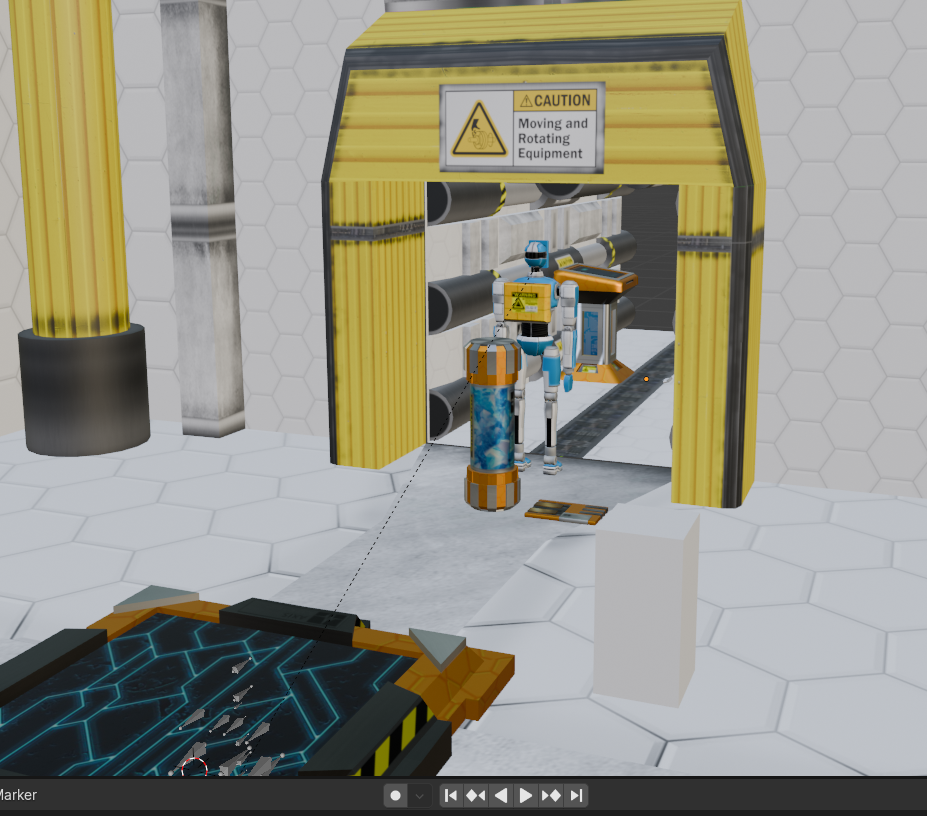 ⚠CAUTION
Moving and
Rotating
Equipment
Marker